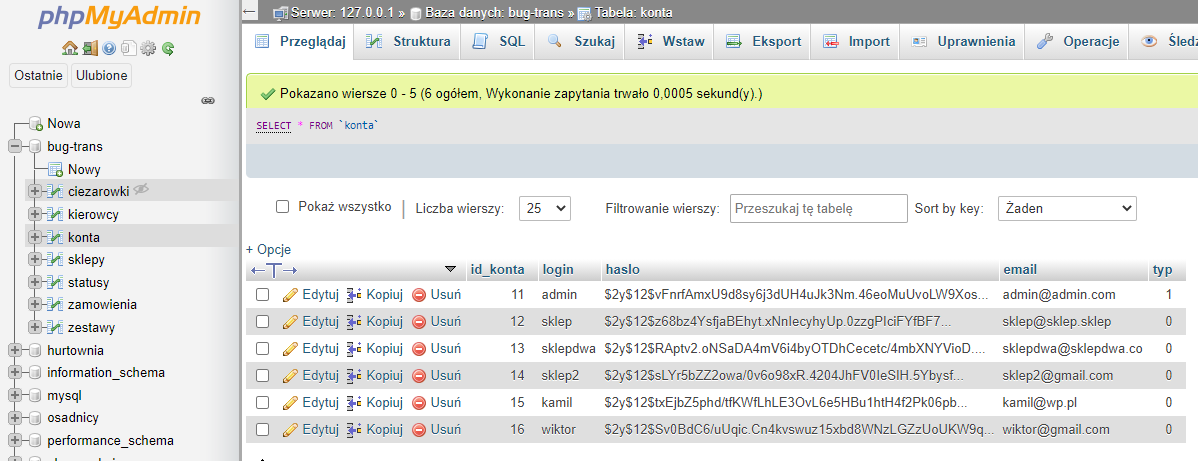 phpMyAdmin
Ostatnie Ulubione
Nowa
bug-trans
Nowy
ciezarowki
kierowcy
konta
sklepy
statusy
zamowienia
zestawy
hurtownia
information_schema
mysql
osadnicy
performance_schema
Serwer: 127.0.0.1 » Baza danych: bug-trans » Tabela: konta
Przeglądaj Struktura SQL Szukaj Wstaw Eksport Import Uprawnienia Operacje Śledz
Pokazano wiersze 0 - 5 (6 ogółem, Wykonanie zapytania trwało 0,0005 sekund(y).)
SELECT * FROM `konta`
Pokaż wszystko | Liczba wierszy: 25 Filtrowanie wierszy: Przeszukaj tę tabelę Sort by key: Żaden
+ Opcje
id_konta login haslo email typ
Edytuj Kopiuj Usuń 11 admin $2y$12$vFnrfAmxU9d8sy6j3dUH4uJk3Nm.46eoMuUvoLW9Xos... admin@admin.com 1
Edytuj Kopiuj Usuń 12 sklep $2y$12$z68bz4YsfjaBEhyt.xNnIecyhyUp.0zzgPIciFYfBF7... sklep@sklep.sklep 0
Edytuj Kopiuj Usuń 13 sklepdwa $2y$12$RAptv2.oNSaDA4mV6i4byOTDhCecetc/4mbXNYVioD.... sklepdwa@sklepdwa.co 0
Edytuj Kopiuj Usuń 14 sklep2 $2y$12$sLYr5bZZ2owa/0v6o98xR.4204JhFV0IeSIH.5Ybysf... sklep2@gmail.com 0
Edytuj Kopiuj Usuń 15 kamil $2y$12$txEjbZ5phd/tfKWfLhLE3OvL6e5HBu1htH4f2Pk06pb... kamil@wp.pl 0
Edytuj Kopiuj Usuń 16 wiktor $2y$12$Sv0BdC6/uUqic.Cn4kvswuz15xbd8WNzLGZzUoUKW9q... wiktor@gmail.com 0